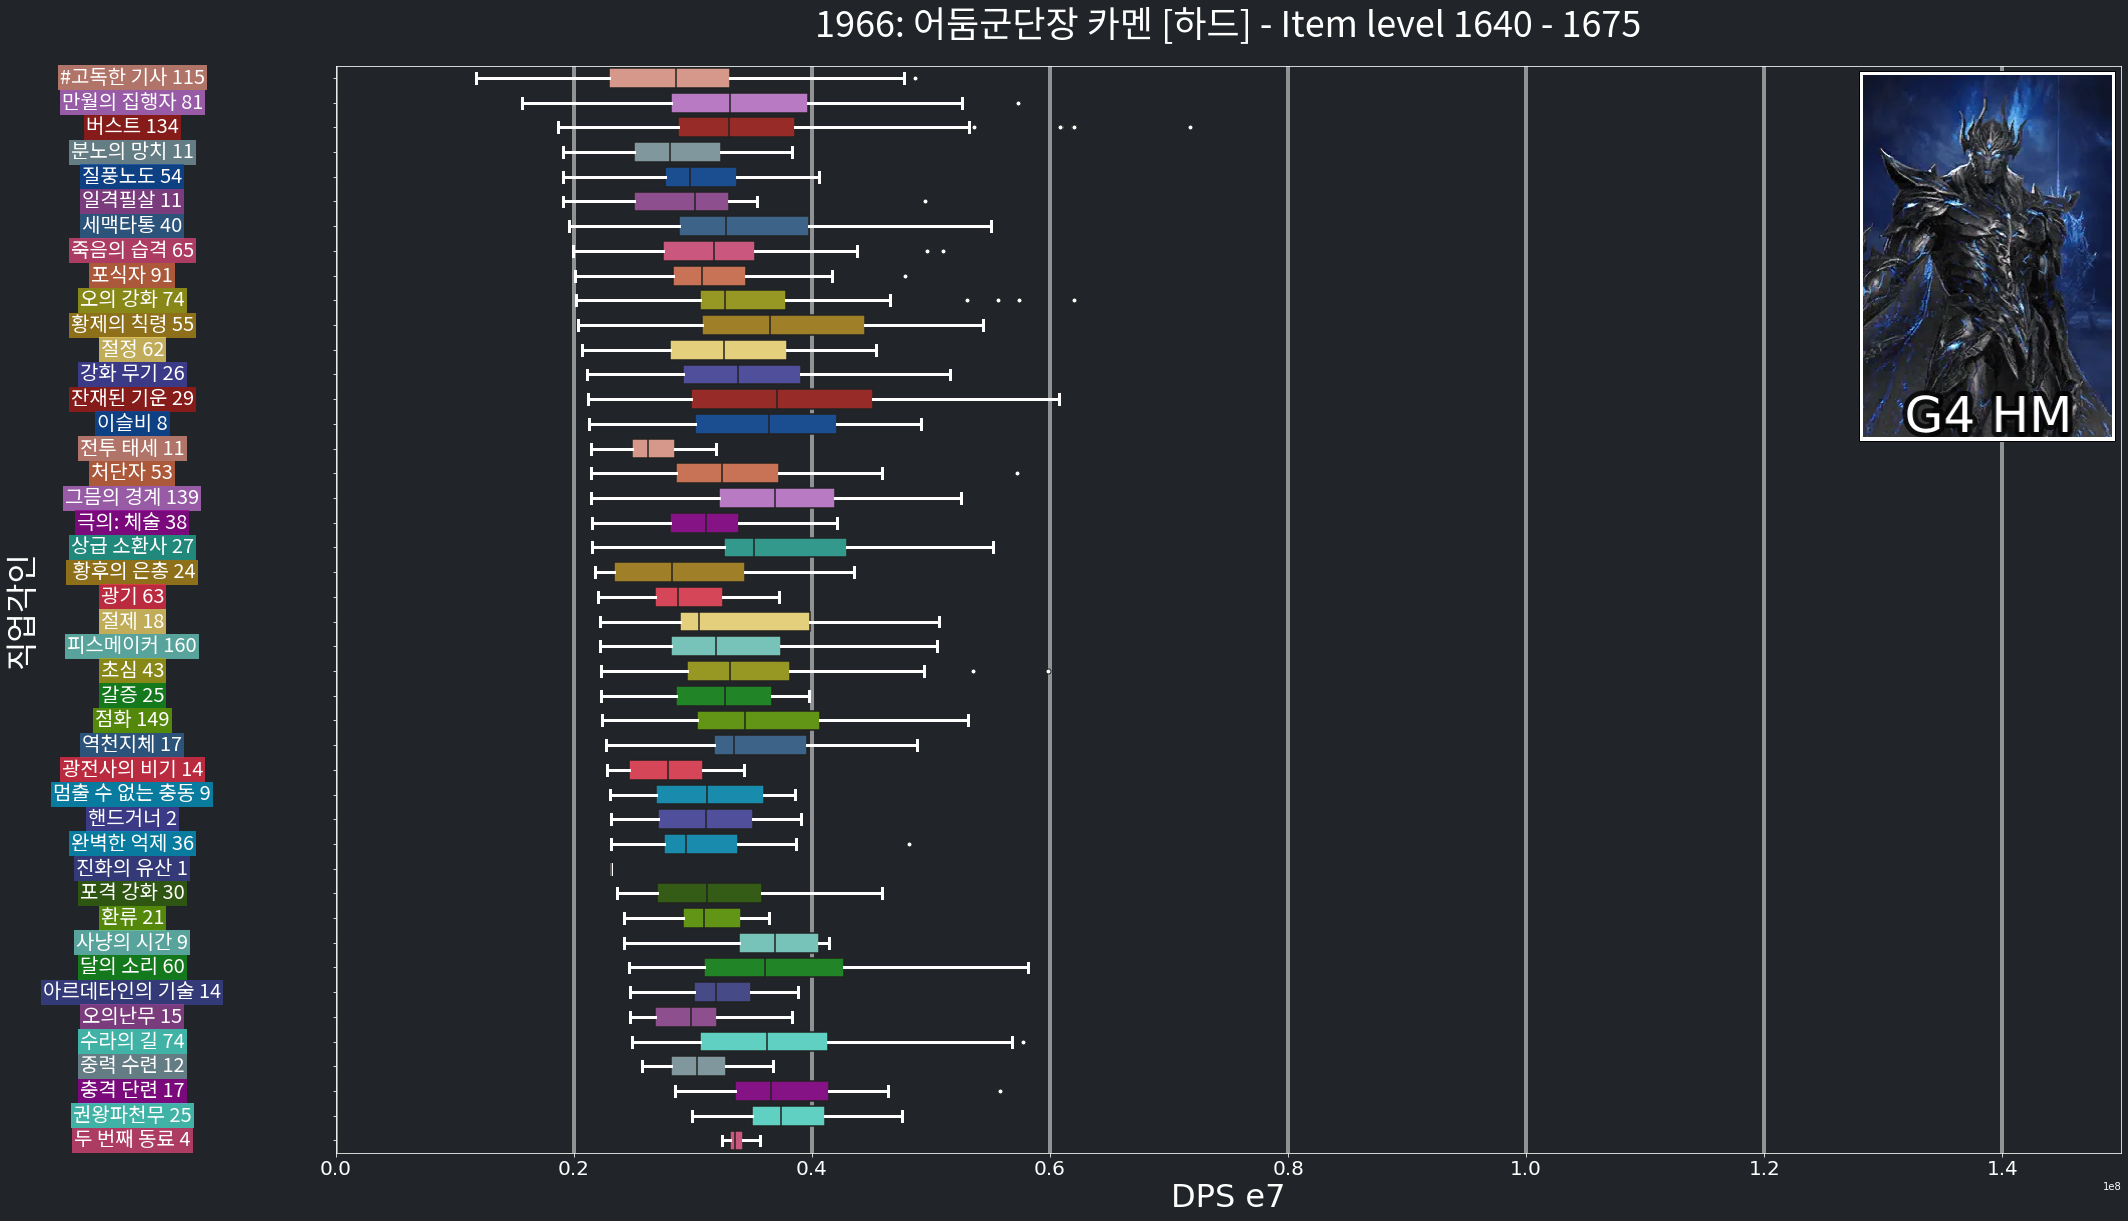 1966: 어둠군단장 카멘 [하드] - Item level 1640 - 1675
#고독한 기사 115
만월의 집행자 81
버스트 134
분노의 망치 11
질풍노도 54
일격필살 11
세맥타통 40
죽음의 습격 65
포식자 91
오의 강화 74
황제의 칙령 55
절정 62
강화 무기 26
잔재된 기운 29
이슬비 8
전투 태세 11
처단자 53
그믐의 경계 139
극의: 체술 38
상급 소환사 27
황후의 은총 24
광기 63
절제 18
피스메이커 160
초심 43
갈증 25
점화 149
역천지체 17
광전사의 비기 14
멈출 수 없는 충동 9
핸드거너 2
완벽한 억제 36
진화의 유산 1
포격 강화 30
환류 21
사냥의 시간 9
달의 소리 60
아르데타인의 기술 14
오의난무 15
수라의 길 74
중력 수련 12
충격 단련 17
권왕파천무 25
두 번째 동료 4
직업각인
G4 HM
0.0 0.2 0.4 0.6 0.8 1.0 1.2 1.4
1e8
DPS e7